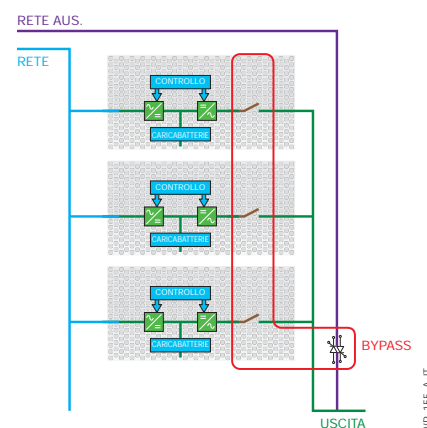 RETE AUS.
RETE
CONTROLLO
CARICABATTERIE
CONTROLLO
CARICABATTERIE
CONTROLLO
CARICABATTERIE
BYPASS
USCITA